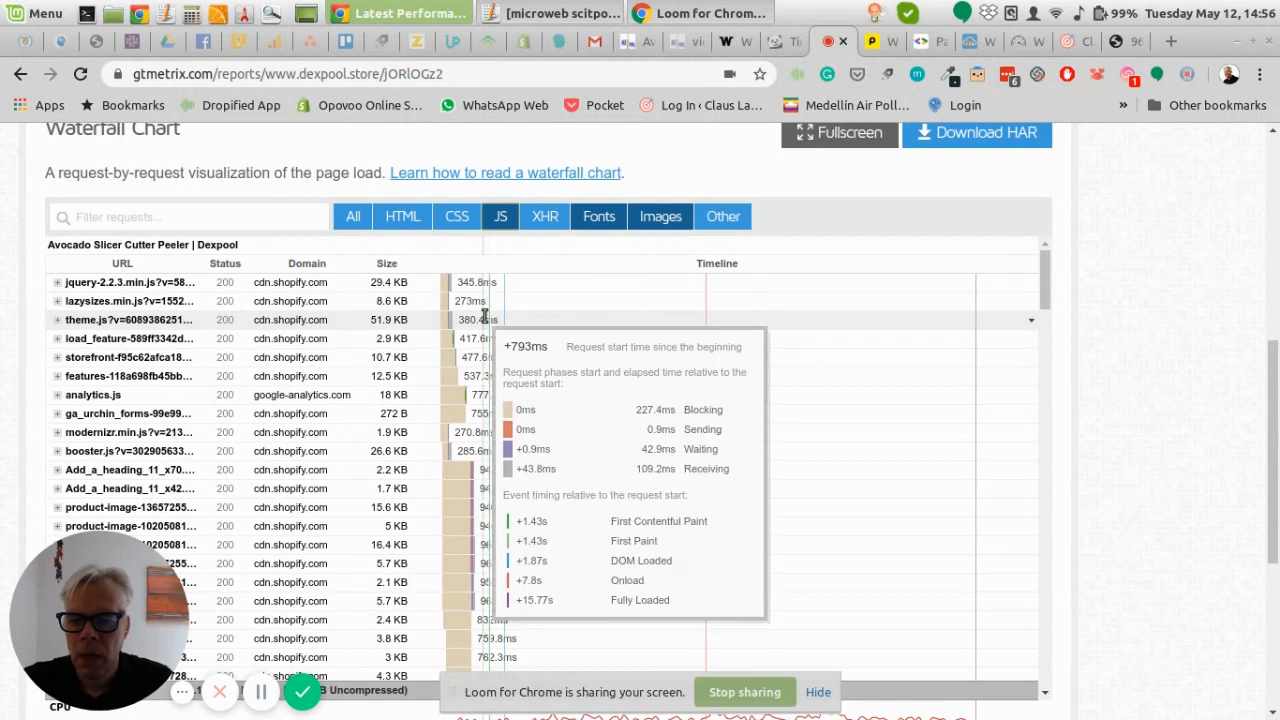 Menu
Latest Performa...
[microweb scitpo...
Loom for Chrom...
99%
Tuesday May 12, 14:56
gtmetrix.com/reports/www.dexpool.store/jORlOGz2
Apps
Bookmarks
Dropified App
Opovoo Online S...
WhatsApp Web
Pocket
Log In ‹ Claus La...
Medellín Air Poll...
Login
»
Other bookmarks
Waterfall Chart
Fullscreen
Download HAR
A request-by-request visualization of the page load. Learn how to read a waterfall chart.
Filter requests...
All
HTML
CSS
JS
XHR
Fonts
Images
Other
Avocado Slicer Cutter Peeler | Dexpool
URL Status Domain Size Timeline
jquery-2.2.3.min.js?v=58... 200 cdn.shopify.com 29.4 KB 345.8ms
lazysizes.min.js?v=1552... 200 cdn.shopify.com 8.6 KB 273ms
theme.js?v=6089386251... 200 cdn.shopify.com 51.9 KB 380.4ms
load_feature-589ff3342d... 200 cdn.shopify.com 2.9 KB 417.6
storefront-f95c62afca18... 200 cdn.shopify.com 10.7 KB 477.6
features-118a698fb45bb... 200 cdn.shopify.com 12.5 KB 537.3
analytics.js 200 google-analytics.com 18 KB 777
ga_urchin_forms-99e99... 200 cdn.shopify.com 272 B 755
modernizr.min.js?v=213... 200 cdn.shopify.com 1.9 KB 270.8m
booster.js?v=302905633... 200 cdn.shopify.com 26.6 KB 285.6m
Add_a_heading_11_x70... 200 cdn.shopify.com 2.2 KB
Add_a_heading_11_x42... 200 cdn.shopify.com 1.7 KB
product-image-13657255... 200 cdn.shopify.com 15.6 KB
product-image-10205081... 200 cdn.shopify.com 5 KB
10205081... 200 cdn.shopify.com 16.4 KB
200 cdn.shopify.com 5.7 KB
200 cdn.shopify.com 2.1 KB
200 cdn.shopify.com 5.7 KB
200 cdn.shopify.com 2.4 KB 832
200 cdn.shopify.com 3.8 KB 759.8ms
200 cdn.shopify.com 3 KB 762.3ms
200 cdn.shopify.com 4.3 KB
B Uncompressed)
CPU
+793ms Request start time since the beginning
Request phases start and elapsed time relative to the
request start:
0ms 227.4ms Blocking
0ms 0.9ms Sending
+0.9ms 42.9ms Waiting
+43.8ms 109.2ms Receiving
Event timing relative to the request start:
+1.43s First Contentful Paint
+1.43s First Paint
+1.87s DOM Loaded
+7.8s Onload
+15.77s Fully Loaded
Loom for Chrome is sharing your screen.
Stop sharing
Hide